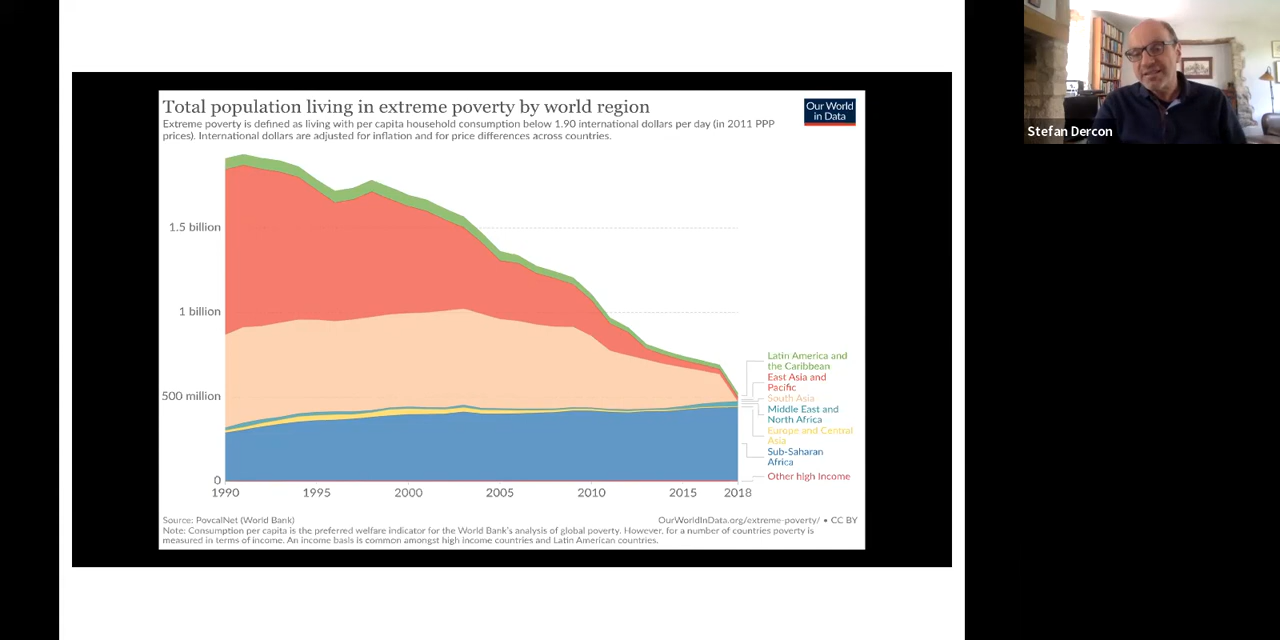 Total population living in extreme poverty by world region
Our World
in Data
Extreme poverty is defined as living with per capita household consumption below 1.90 international dollars per day (in 2011 PPP
prices). International dollars are adjusted for inflation and for price differences across countries.
1.5 billion
1 billion
500 million
0
1990
1995
2000
2005
2010
2015
2018
Latin America and
the Caribbean
East Asia and
Pacific
South Asia
Middle East and
North Africa
Europe and Central
Asia
Sub-Saharan
Africa
Other high Income
Source: PovcalNet (World Bank)
OurWorldInData.org/extreme-poverty/ • CC BY
Note: Consumption per capita is the preferred welfare indicator for the World Bank's analysis of global poverty. However, for a number of countries poverty is
measured in terms of income. An income basis is common amongst high income countries and Latin American countries.
Stefan Dercon